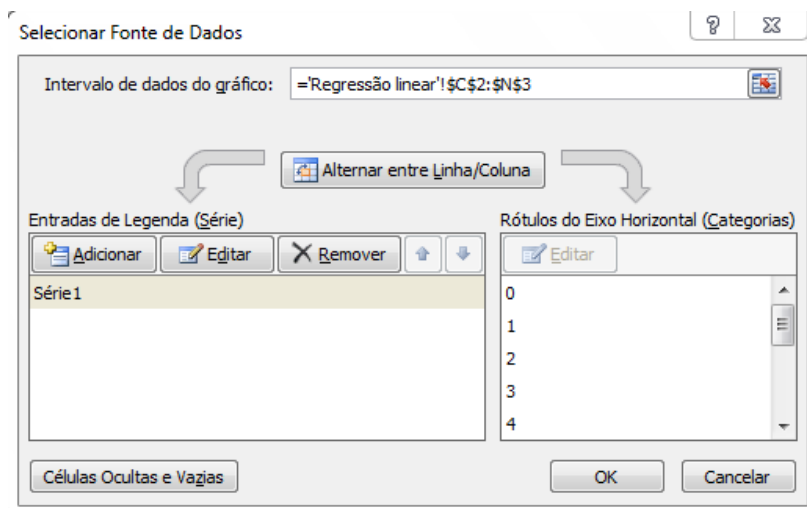 Selecionar Fonte de Dados
Intervalo de dados do gráfico: ='Regressão linear'!$C$2:$N$3
Alternar entre Linha/Coluna
Entradas de Legenda (Série)
Adicionar Editar Remover
Série1
Rótulos do Eixo Horizontal (Categorias)
Editar
0
1
2
3
4
Células Ocultas e Vazias
OK Cancelar